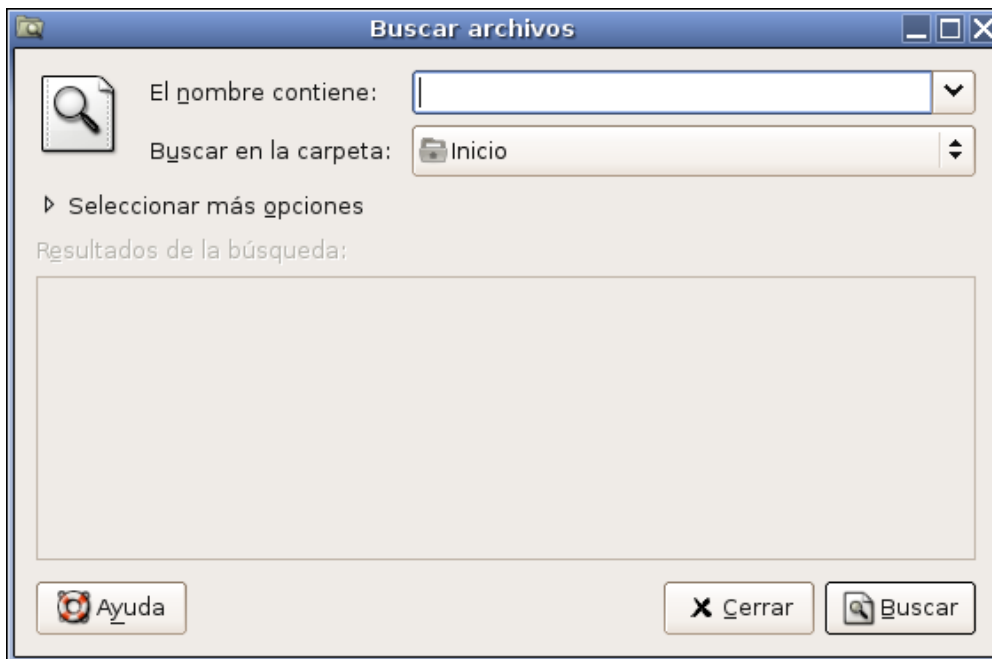 Buscar archivos
El nombre contiene:
Buscar en la carpeta: Inicio
Seleccionar más opciones
Resultados de la búsqueda:
Ayuda Cerrar Buscar